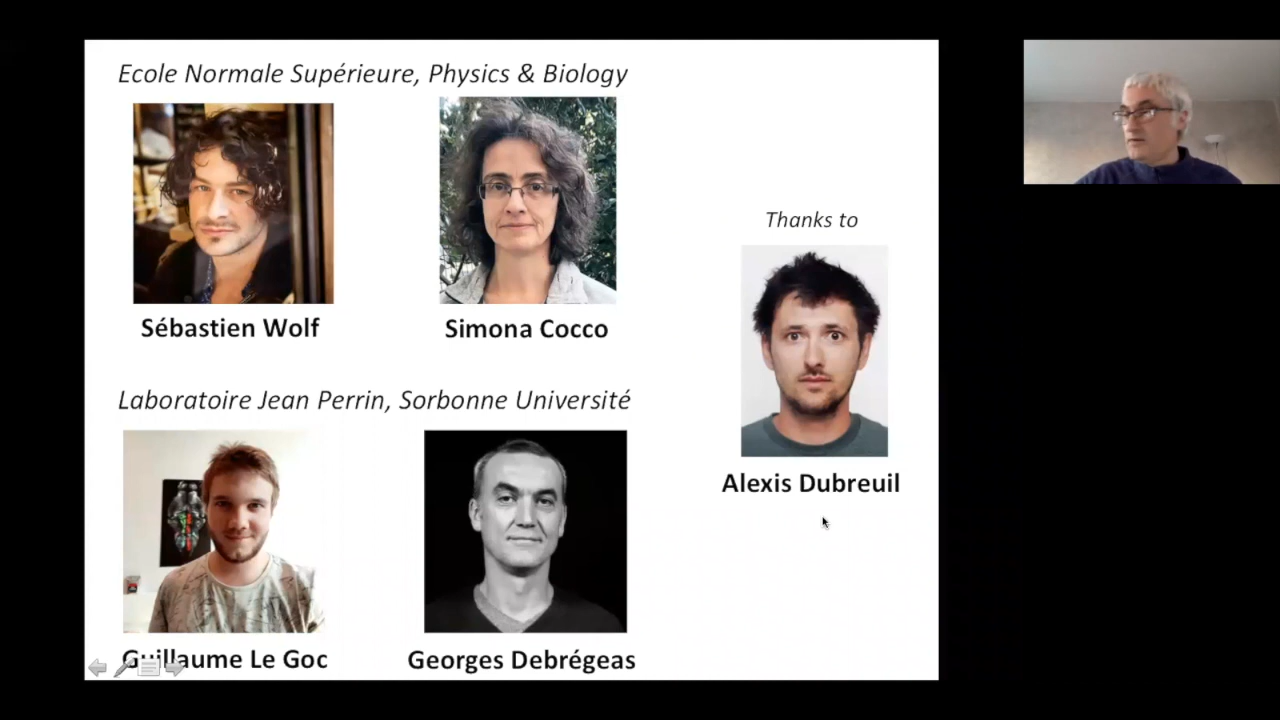 Ecole Normale Supérieure, Physics & Biology
Sébastien Wolf
Simona Cocco
Thanks to
Alexis Dubreuil
Laboratoire Jean Perrin, Sorbonne Université
Guillaume Le Goc
Georges Debrégeas